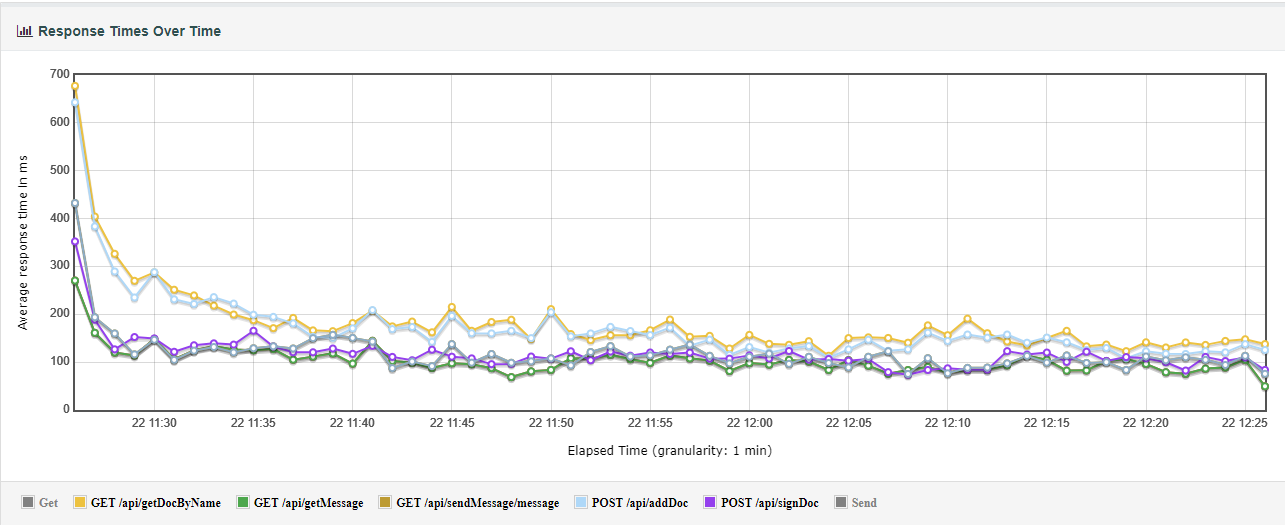 Response Times Over Time
700
600
500
400
300
200
100
0
Average response time in ms
22 11:30 22 11:35 22 11:40 22 11:45 22 11:50 22 11:55 22 12:00 22 12:05 22 12:10 22 12:15 22 12:20 22 12:25
Elapsed Time (granularity: 1 min)
Get GET /api/getDocByName GET /api/getMessage GET /api/sendMessage/message POST /api/addDoc POST /api/signDoc Send